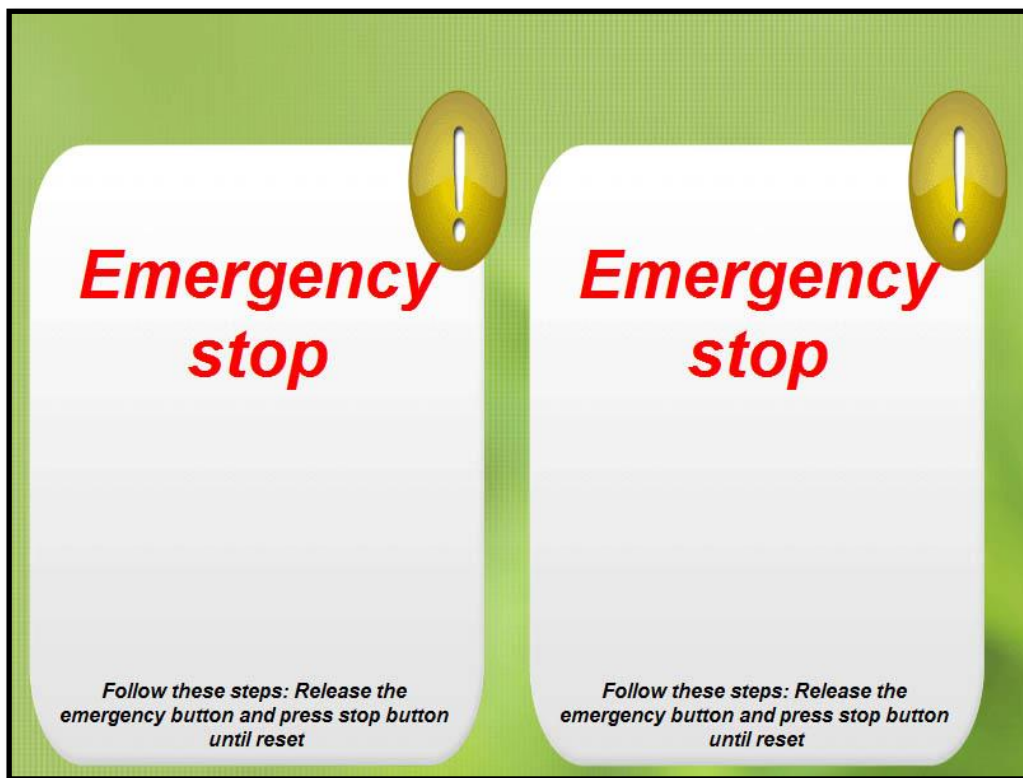 Emergency
stop
Follow these steps: Release the
emergency button and press stop button
until reset
Emergency
stop
Follow these steps: Release the
emergency button and press stop button
until reset